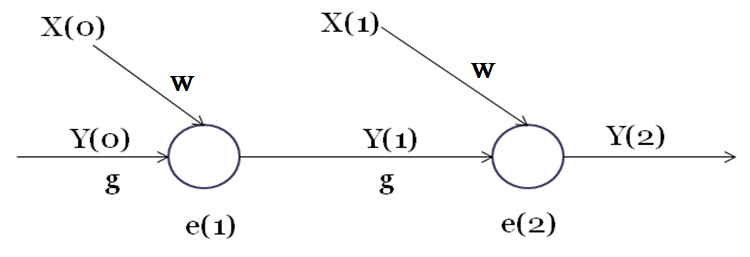 X(0)
X(1)
w
w
Y(0)
Y(1)
Y(2)
g
g
e(1)
e(2)